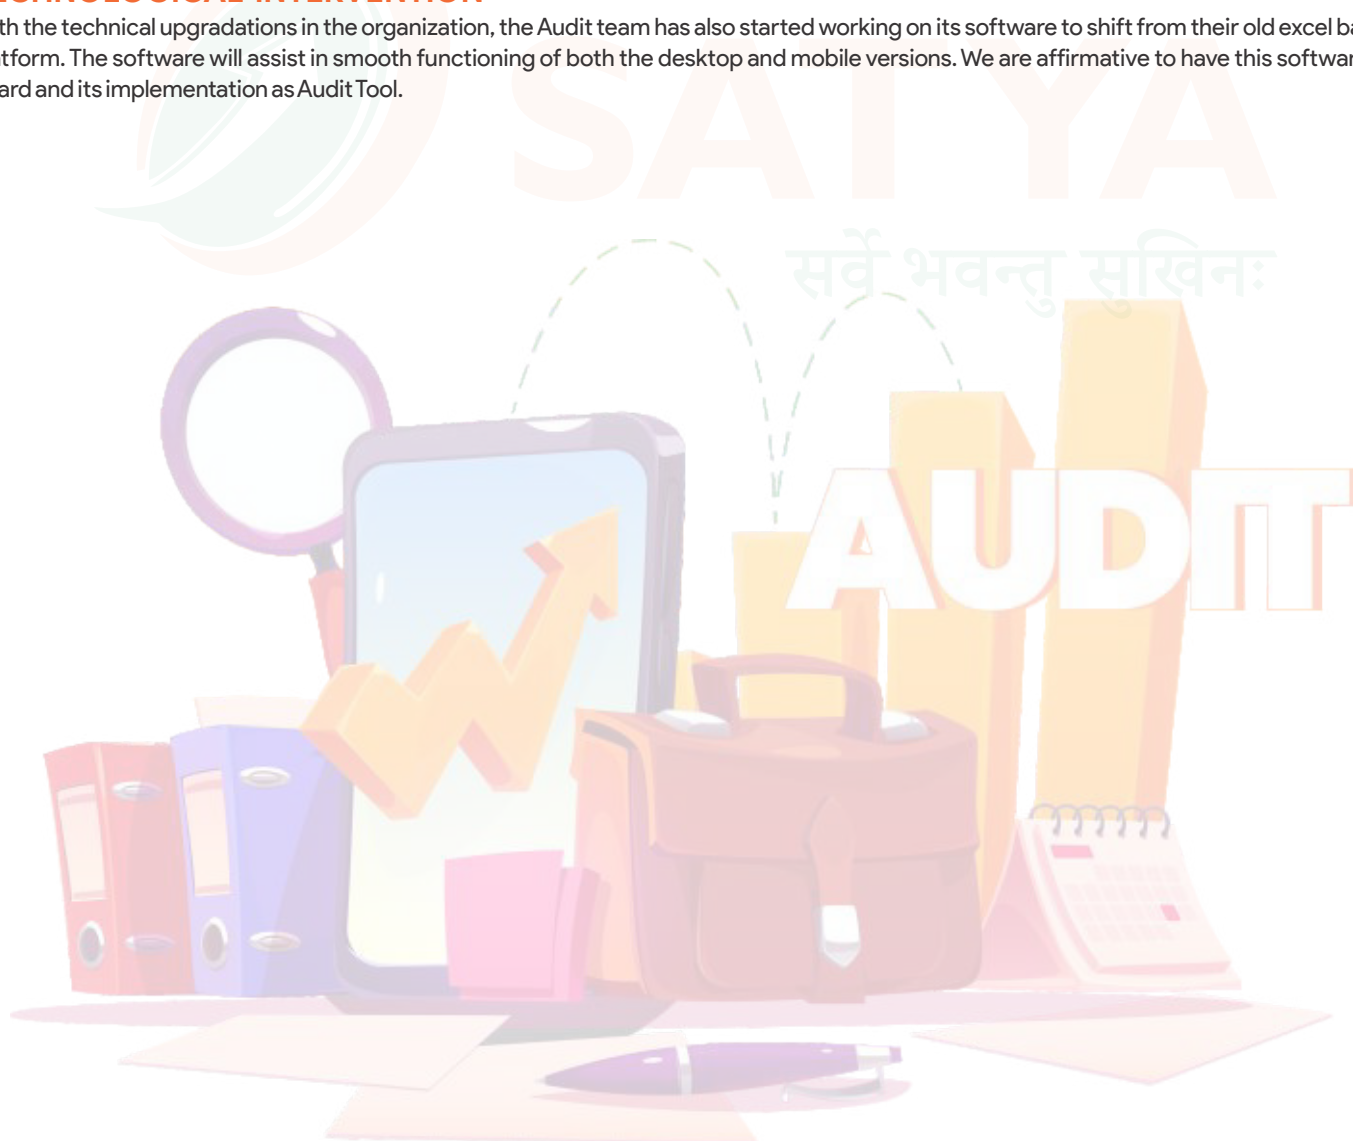 TECHNOLOGICAL INTERVENTION
th the technical upgradations in the organization, the Audit team has also started working on its software to shift from their old excel ba
tform. The software will assist in smooth functioning of both the desktop and mobile versions. We are affirmative to have this softwar
ard and its implementation as Audit Tool.
SATYA
सर्वे भवन्तु सुखिनः
AUDIT